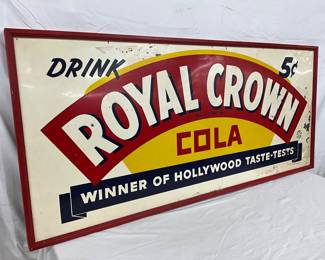 DRINK 5¢
ROYAL CROWN
COLA
WINNER OF HOLLYWOOD TASTE-TESTS